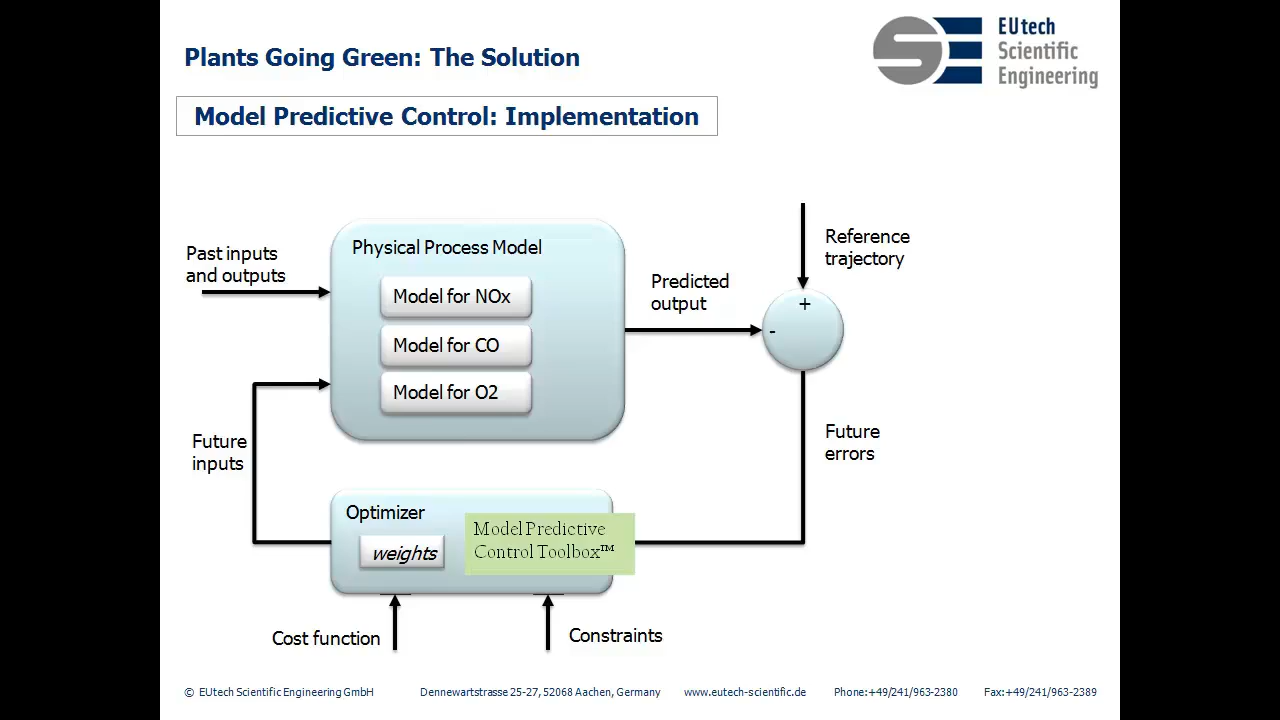 Plants Going Green: The Solution
EUtech
Scientific
Engineering
Model Predictive Control: Implementation
Past inputs
and outputs
Physical Process Model
Model for NOx
Model for CO
Model for O2
Predicted
output
Reference
trajectory
+
-
Future
inputs
Future
errors
Optimizer
weights
Model Predictive
Control Toolbox™
Cost function
Constraints
© EUtech Scientific Engineering GmbH Dennewartstrasse 25-27, 52068 Aachen, Germany www.eutech-scientific.de Phone:+49/241/963-2380 Fax:+49/241/963-2389